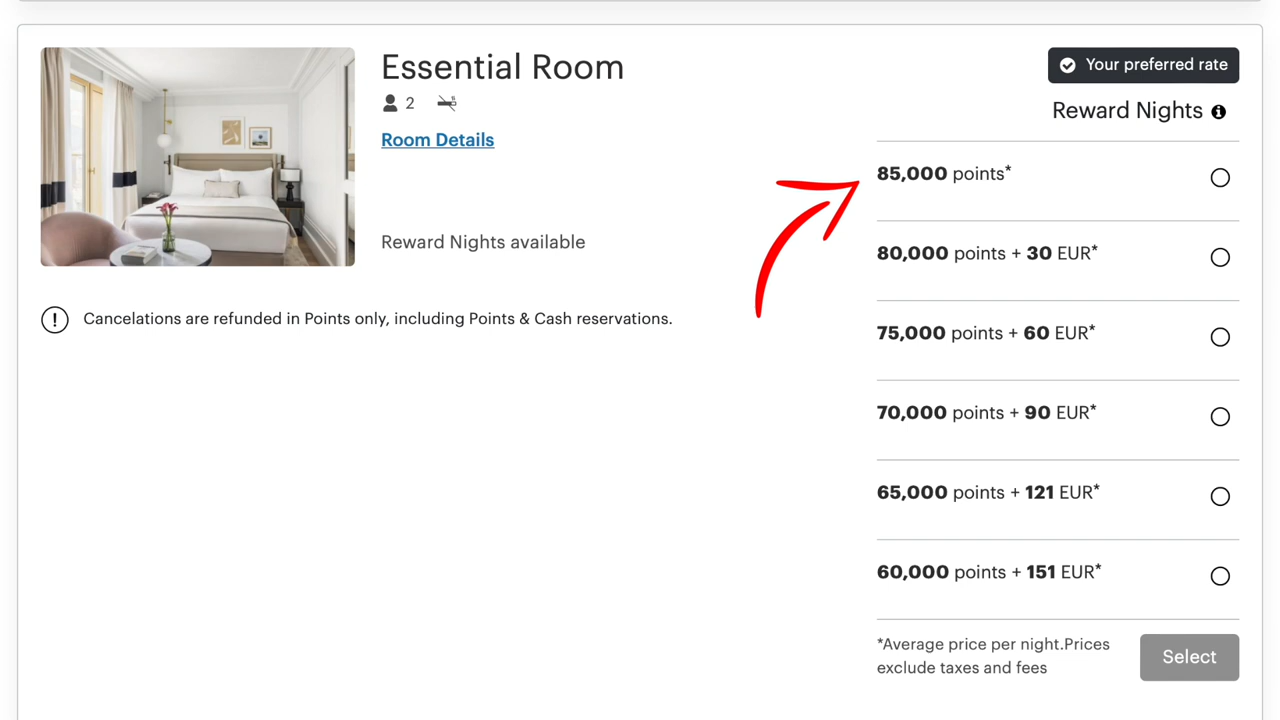 Essential Room
2
Room Details
Reward Nights available
! Cancelations are refunded in Points only, including Points & Cash reservations.
Your preferred rate
Reward Nights i
85,000 points*
80,000 points + 30 EUR*
75,000 points + 60 EUR*
70,000 points + 90 EUR*
65,000 points + 121 EUR*
60,000 points + 151 EUR*
*Average price per night.Prices
exclude taxes and fees
Select